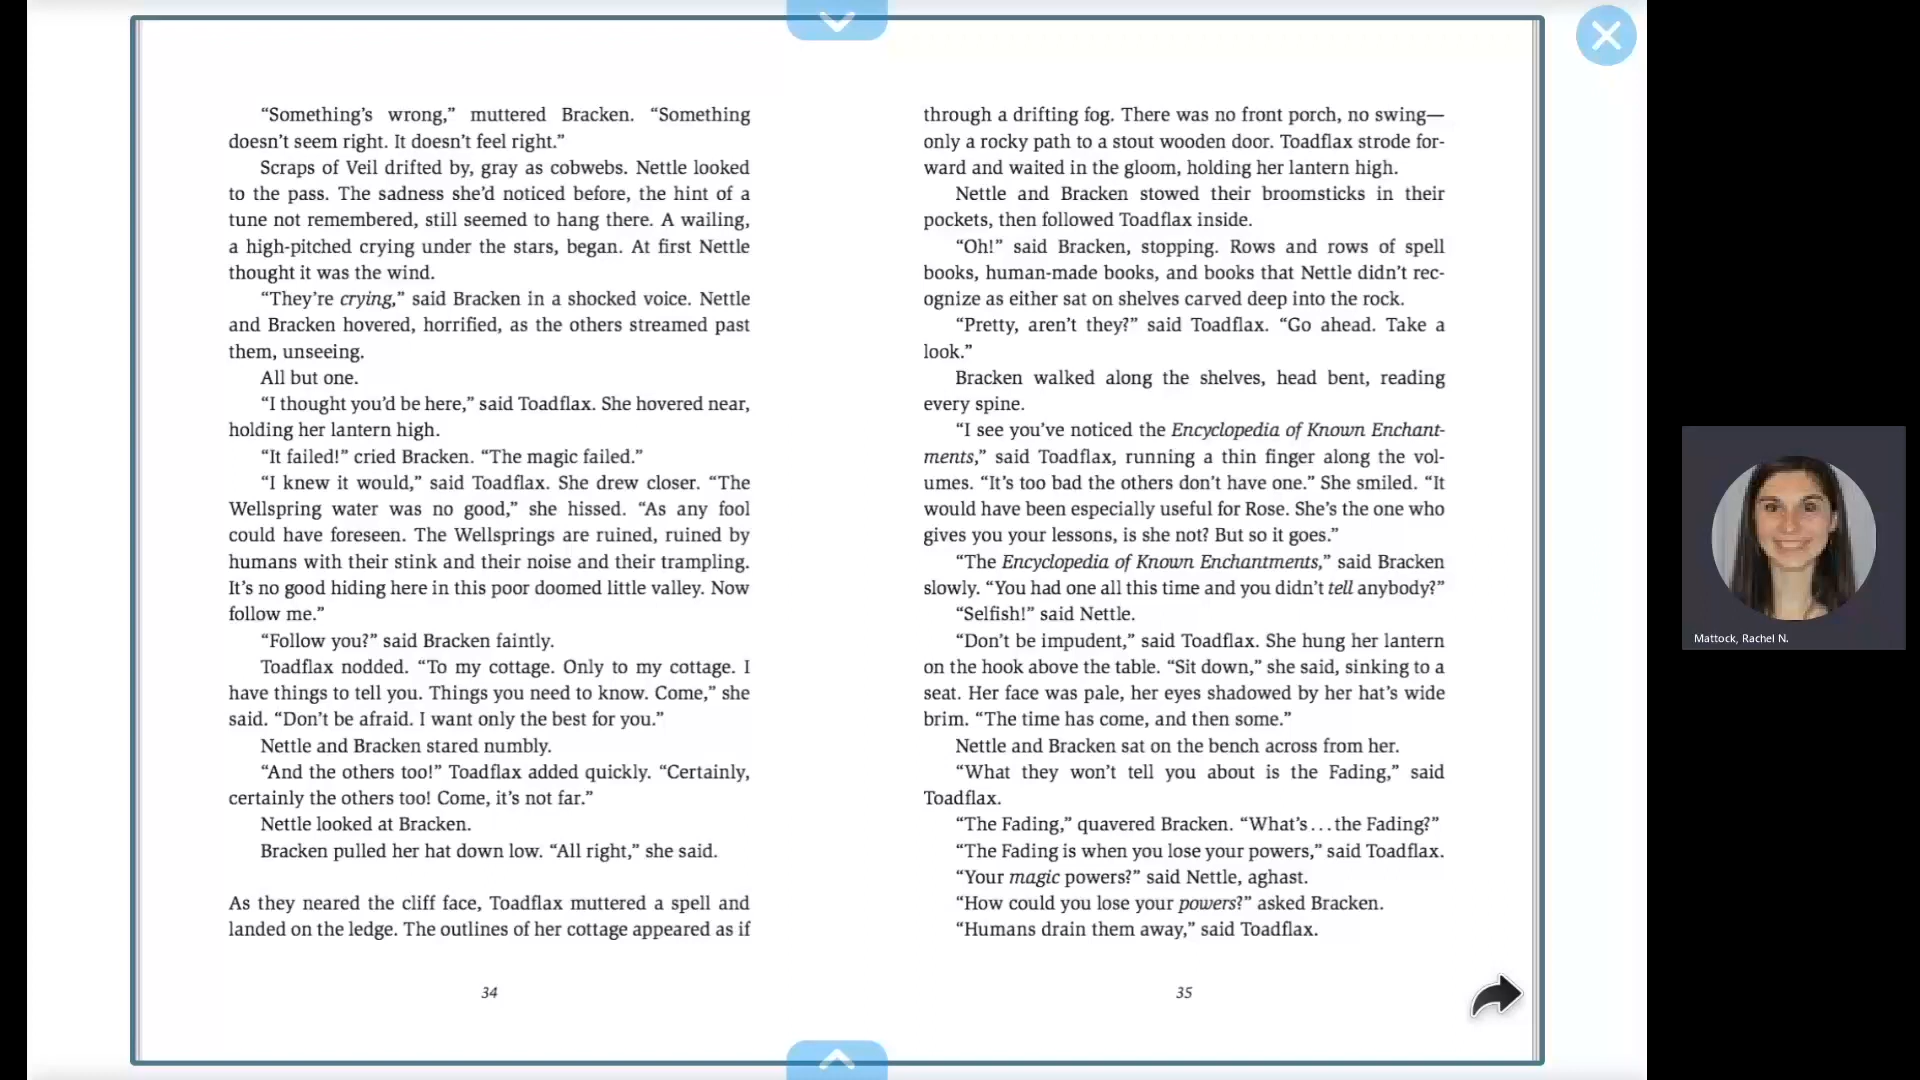 “Something’s wrong,” muttered Bracken. “Something
doesn’t seem right. It doesn’t feel right.”
Scraps of Veil drifted by, gray as cobwebs. Nettle looked
to the pass. The sadness she’d noticed before, the hint of a
tune not remembered, still seemed to hang there. A wailing,
a high-pitched crying under the stars, began. At first Nettle
thought it was the wind.
“They’re crying,” said Bracken in a shocked voice. Nettle
and Bracken hovered, horrified, as the others streamed past
them, unseeing.
All but one.
“I thought you’d be here,” said Toadflax. She hovered near,
holding her lantern high.
“It failed!” cried Bracken. “The magic failed.”
“I knew it would,” said Toadflax. She drew closer. “The
Wellspring water was no good,” she hissed. “As any fool
could have foreseen. The Wellsprings are ruined, ruined by
humans with their stink and their noise and their trampling.
It’s no good hiding here in this poor doomed little valley. Now
follow me.”
“Follow you?” said Bracken faintly.
Toadflax nodded. “To my cottage. Only to my cottage. I
have things to tell you. Things you need to know. Come,” she
said. “Don’t be afraid. I want only the best for you.”
Nettle and Bracken stared numbly.
“And the others too!” Toadflax added quickly. “Certainly,
certainly the others too! Come, it’s not far.”
Nettle looked at Bracken.
Bracken pulled her hat down low. “All right,” she said.
As they neared the cliff face, Toadflax muttered a spell and
landed on the ledge. The outlines of her cottage appeared as if
34
through a drifting fog. There was no front porch, no swing—
only a rocky path to a stout wooden door. Toadflax strode for-
ward and waited in the gloom, holding her lantern high.
Nettle and Bracken stowed their broomsticks in their
pockets, then followed Toadflax inside.
“Oh!” said Bracken, stopping. Rows and rows of spell
books, human-made books, and books that Nettle didn’t rec-
ognize as either sat on shelves carved deep into the rock.
“Pretty, aren’t they?” said Toadflax. “Go ahead. Take a
look.”
Bracken walked along the shelves, head bent, reading
every spine.
“I see you’ve noticed the Encyclopedia of Known Enchant-
ments,” said Toadflax, running a thin finger along the vol-
umes. “It’s too bad the others don’t have one.” She smiled. “It
would have been especially useful for Rose. She’s the one who
gives you your lessons, is she not? But so it goes.”
“The Encyclopedia of Known Enchantments,” said Bracken
slowly. “You had one all this time and you didn’t tell anybody?”
“Selfish!” said Nettle.
“Don’t be impudent,” said Toadflax. She hung her lantern
on the hook above the table. “Sit down,” she said, sinking to a
seat. Her face was pale, her eyes shadowed by her hat’s wide
brim. “The time has come, and then some.”
Nettle and Bracken sat on the bench across from her.
“What they won’t tell you about is the Fading,” said
Toadflax.
“The Fading,” quavered Bracken. “What’s...the Fading?”
“The Fading is when you lose your powers,” said Toadflax.
“Your magic powers?” said Nettle, aghast.
“How could you lose your powers?” asked Bracken.
“Humans drain them away,” said Toadflax.
35
Mattock, Rachel N.